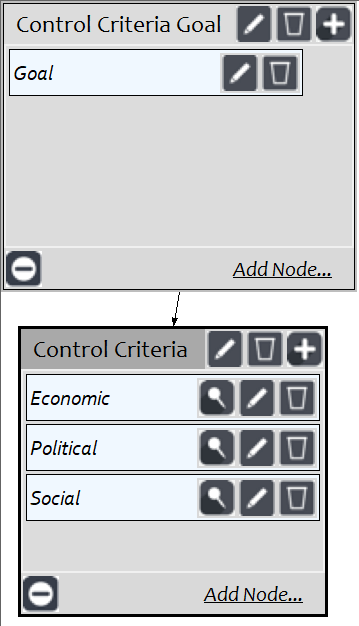 Control Criteria Goal
Goal
Add Node...
Control Criteria
Economic
Political
Social
Add Node...